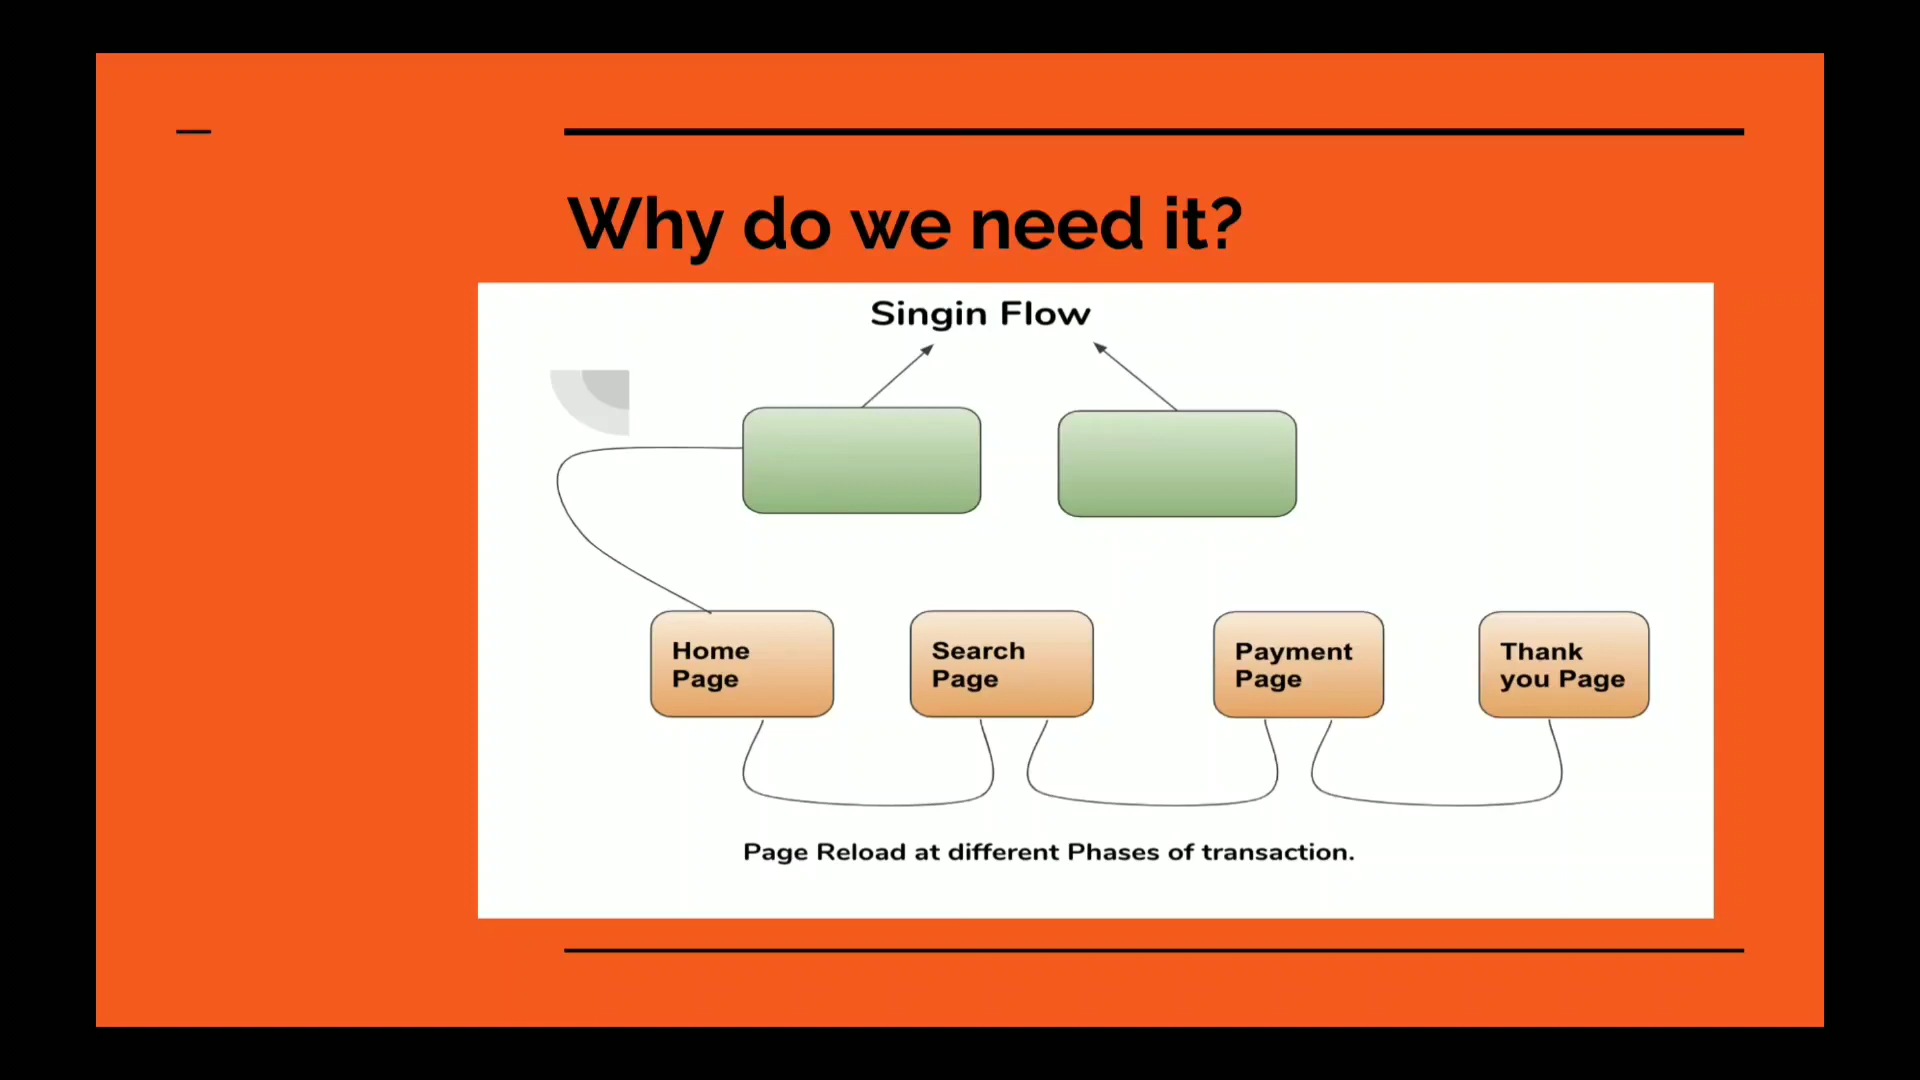 Why do we need it?
Singin Flow
Home
Page
Search
Page
Payment
Page
Thank
you Page
Page Reload at different Phases of transaction.